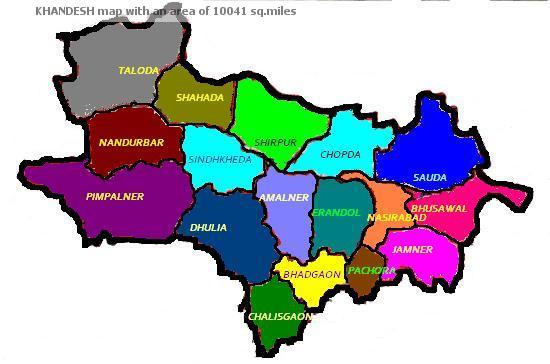 KHANDESH map with an area of 10041 sq.miles
TALODA
SHAHADA
NANDURBAR
SHIRPUR
SINDHKHEDA
CHOPDA
SAUDA
PIMPALNER
AMALNER
BHUSAWAL
ERANDOL
NASIRABAD
DHULIA
JAMNER
BHADGAON
PACHORA
CHALISGAON